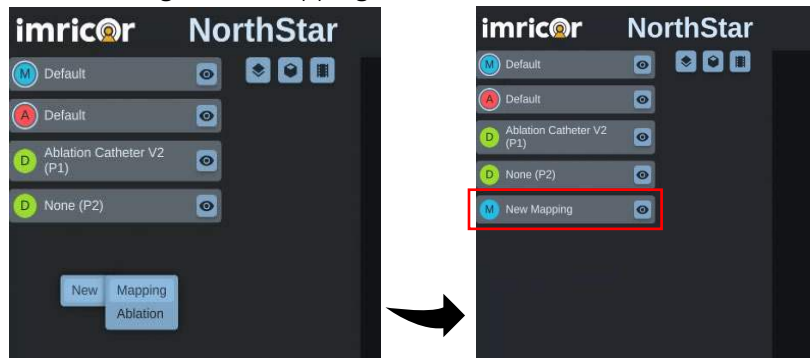 imricor NorthStar
M Default
A Default
D Ablation Catheter V2
(P1)
D None (P2)
New Mapping
Ablation
imricor NorthStar
M Default
A Default
D Ablation Catheter V2
(P1)
D None (P2)
M New Mapping